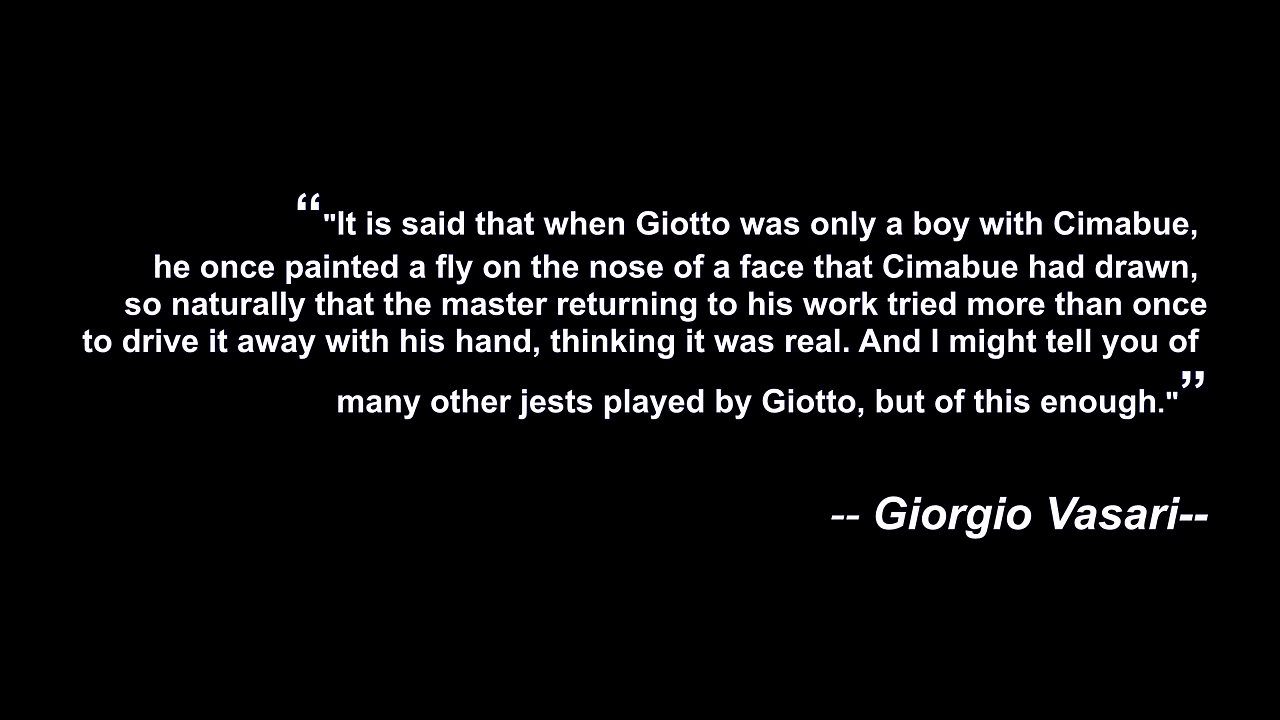 “"It is said that when Giotto was only a boy with Cimabue,
he once painted a fly on the nose of a face that Cimabue had drawn,
so naturally that the master returning to his work tried more than once
to drive it away with his hand, thinking it was real. And I might tell you of
many other jests played by Giotto, but of this enough."”
-- Giorgio Vasari--